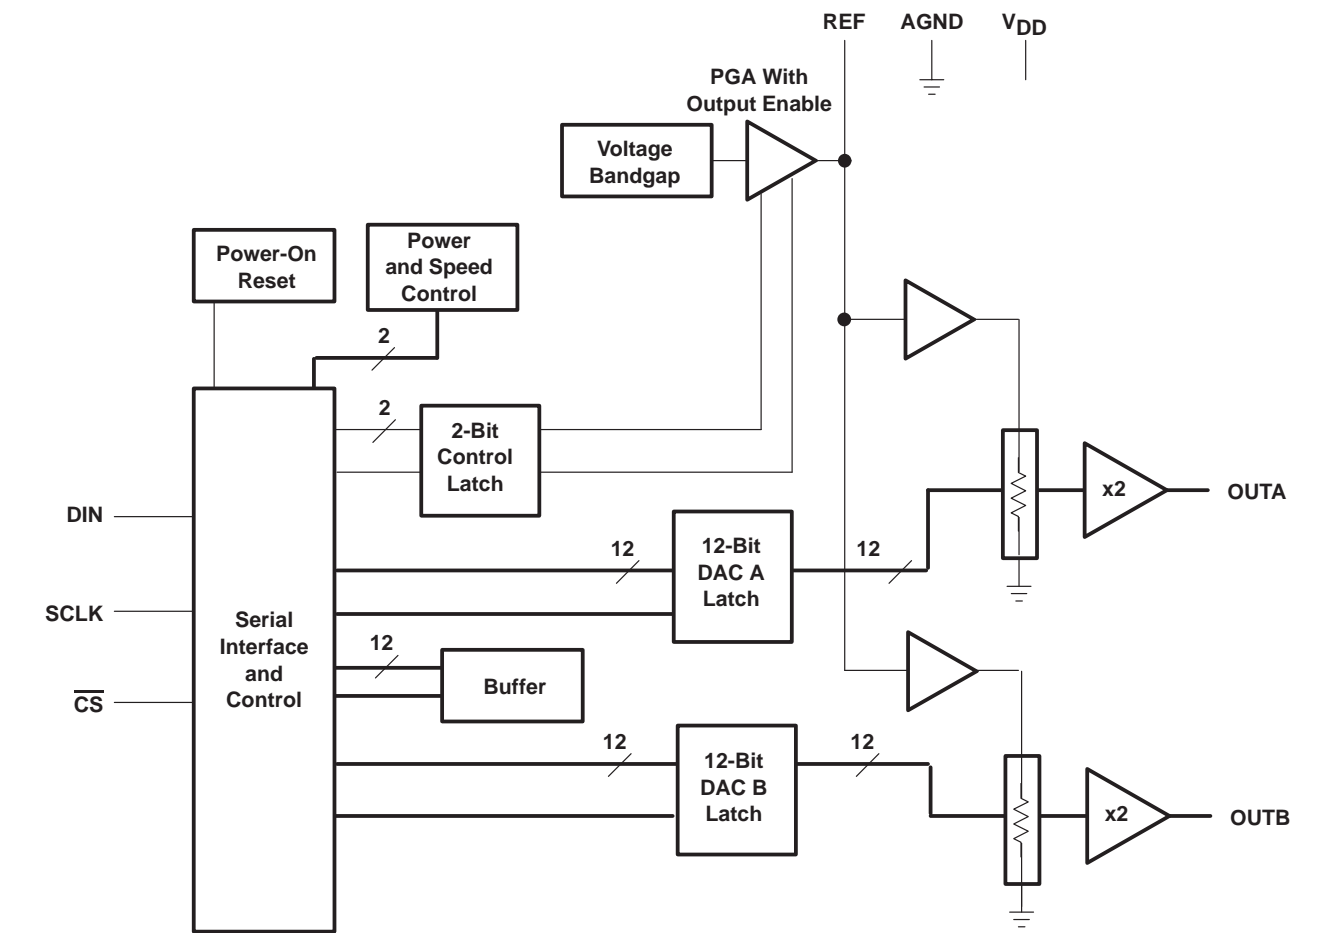 REF
AGND
VDD
PGA With
Output Enable
Voltage
Bandgap
Power-On
Reset
Power
and Speed
Control
2
2
2-Bit
Control
Latch
x2
OUTA
DIN
12
12-Bit
DAC A
Latch
12
SCLK
Serial
Interface
and
Control
12
Buffer
CS
12
12-Bit
DAC B
Latch
12
x2
OUTB